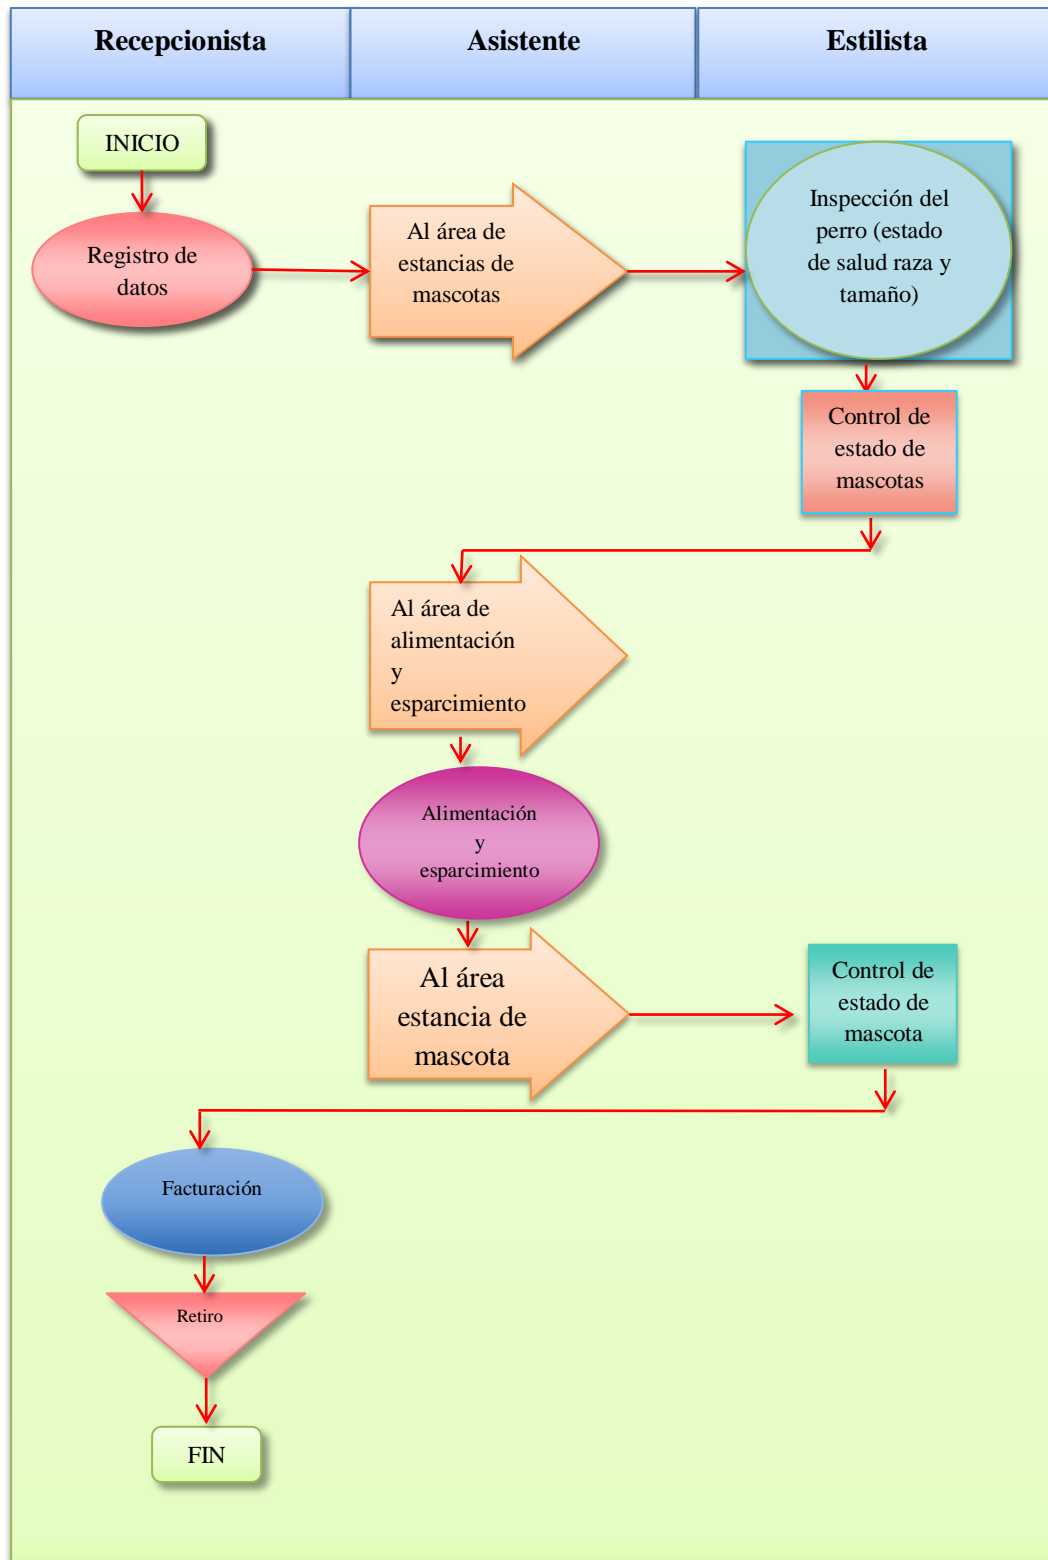 Recepcionista
Asistente
Estilista
INICIO
Registro de
datos
Al área de
estancias de
mascotas
Inspección del
perro (estado
de salud raza y
tamaño)
Control de
estado de
mascotas
Al área de
alimentación
y
esparcimiento
Alimentación
y
esparcimiento
Al área
estancia de
mascota
Control de
estado de
mascota
Facturación
Retiro
FIN